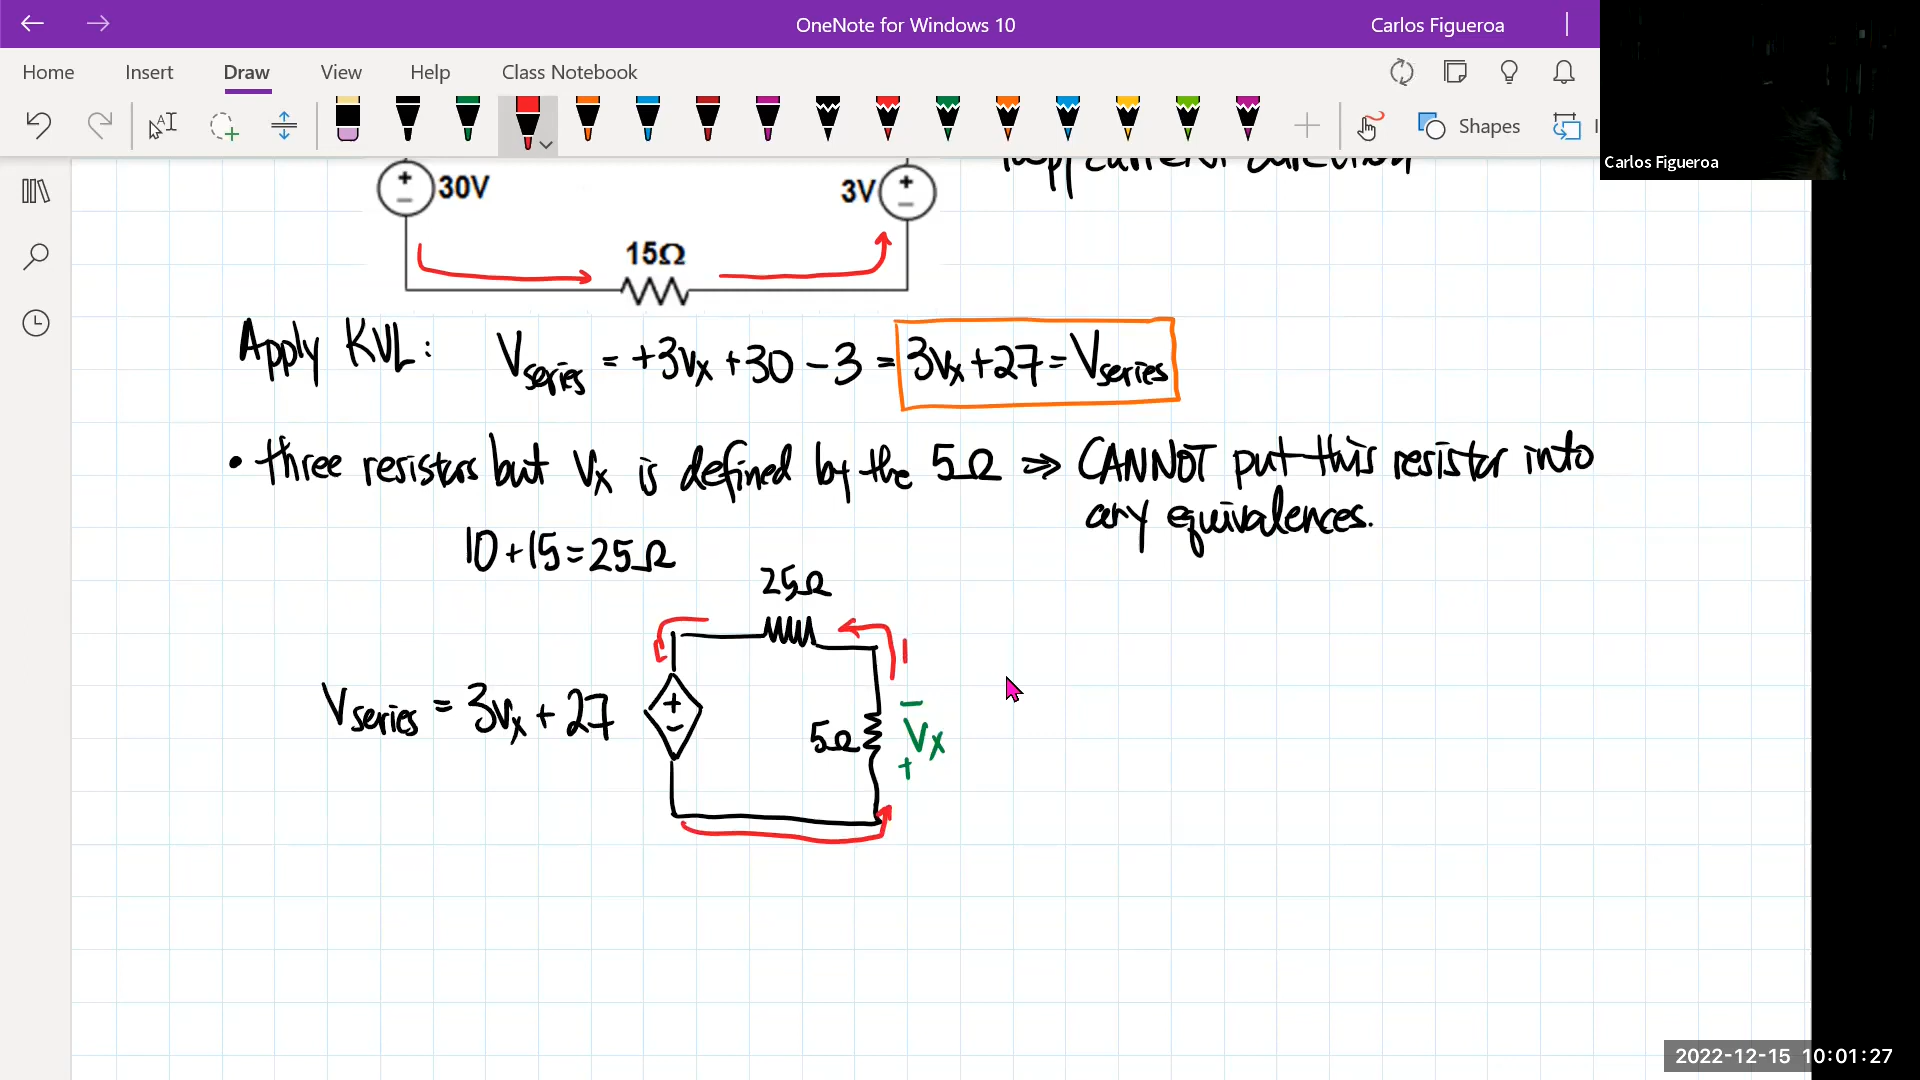 OneNote for Windows 10
Carlos Figueroa
Home Insert Draw View Help Class Notebook
Shapes
Carlos Figueroa
loop current direction
+ − 30V
3V + −
15Ω
Apply KVL: Vseries = +3Vx +30 −3 = 3Vx +27 = Vseries
• three resistors but Vx is defined by the 5Ω ⇒ CANNOT put this resistor into
any equivalences.
10+15=25Ω
25Ω
I
Vseries = 3Vx + 27
+ −
5Ω
− Vx +
2022-12-15 10:01:27